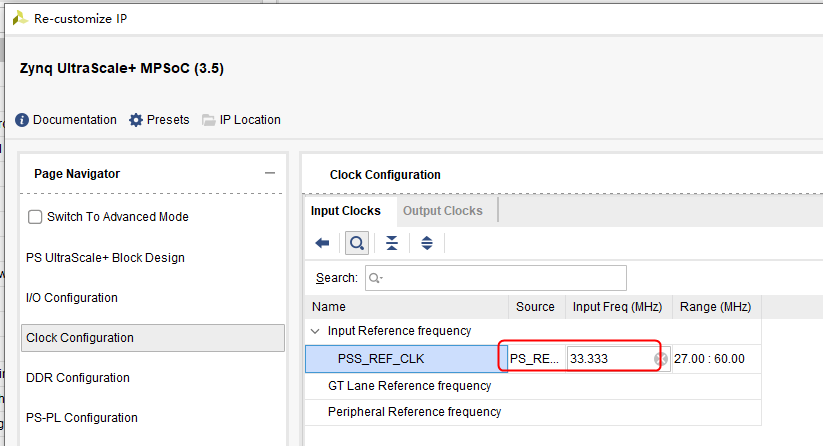 Re-customize IP
Zynq UltraScale+ MPSoC (3.5)
Documentation Presets IP Location
Page Navigator
Switch To Advanced Mode
PS UltraScale+ Block Design
I/O Configuration
Clock Configuration
DDR Configuration
PS-PL Configuration
Clock Configuration
Input Clocks Output Clocks
Search:
Name Source Input Freq (MHz) Range (MHz)
Input Reference frequency
PSS_REF_CLK PS_RE... 33.333 27.00 : 60.00
GT Lane Reference frequency
Peripheral Reference frequency